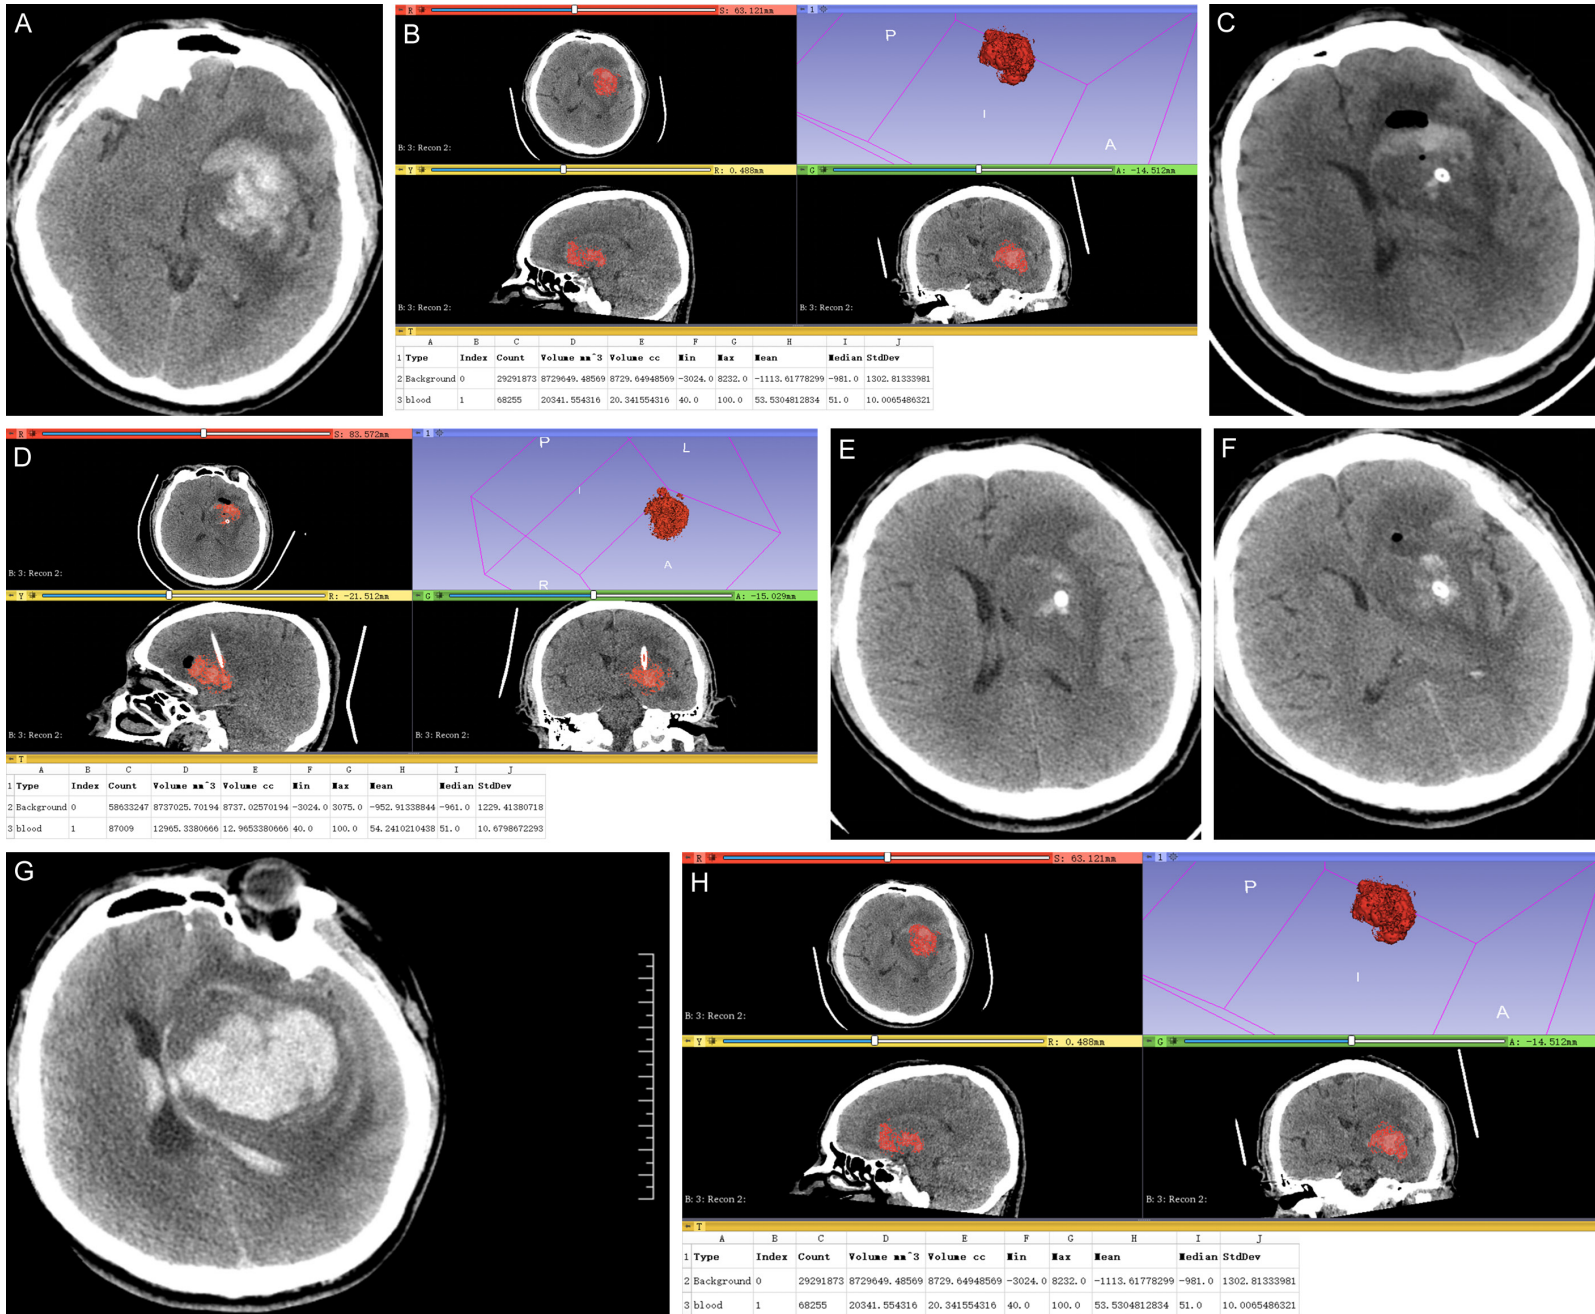 A
B
R S: 63.121mm
1
P
I
A
B: 3: Recon 2:
Y R: 0.488mm
G A: -14.512mm
B: 3: Recon 2:
B: 3: Recon 2:
T
A B C D E F G H I J
1 Type Index Count Volume mm^3 Volume cc Min Max Mean Median StdDev
2 Background 0 29291873 8729649.48569 8729.64948569 -3024.0 8232.0 -1113.61778299 -981.0 1302.81333981
3 blood 1 68255 20341.554316 20.341554316 40.0 100.0 53.5304812834 51.0 10.0065486321
C
D
R S: 83.572mm
1
P
L
I
A
R
B: 3: Recon 2:
Y R: -21.512mm
G A: -15.029mm
B: 3: Recon 2:
B: 3: Recon 2:
T
A B C D E F G H I J
1 Type Index Count Volume mm^3 Volume cc Min Max Mean Median StdDev
2 Background 0 58633247 8737025.70194 8737.02570194 -3024.0 3075.0 -952.91338844 -961.0 1229.41380718
3 blood 1 87009 12965.3380666 12.9653380666 40.0 100.0 54.2410210438 51.0 10.6798672293
E
F
G
H
R S: 63.121mm
1
P
I
A
B: 3: Recon 2:
Y R: 0.488mm
G A: -14.512mm
B: 3: Recon 2:
B: 3: Recon 2:
T
A B C D E F G H I J
1 Type Index Count Volume mm^3 Volume cc Min Max Mean Median StdDev
2 Background 0 29291873 8729649.48569 8729.64948569 -3024.0 8232.0 -1113.61778299 -981.0 1302.81333981
3 blood 1 68255 20341.554316 20.341554316 40.0 100.0 53.5304812834 51.0 10.0065486321